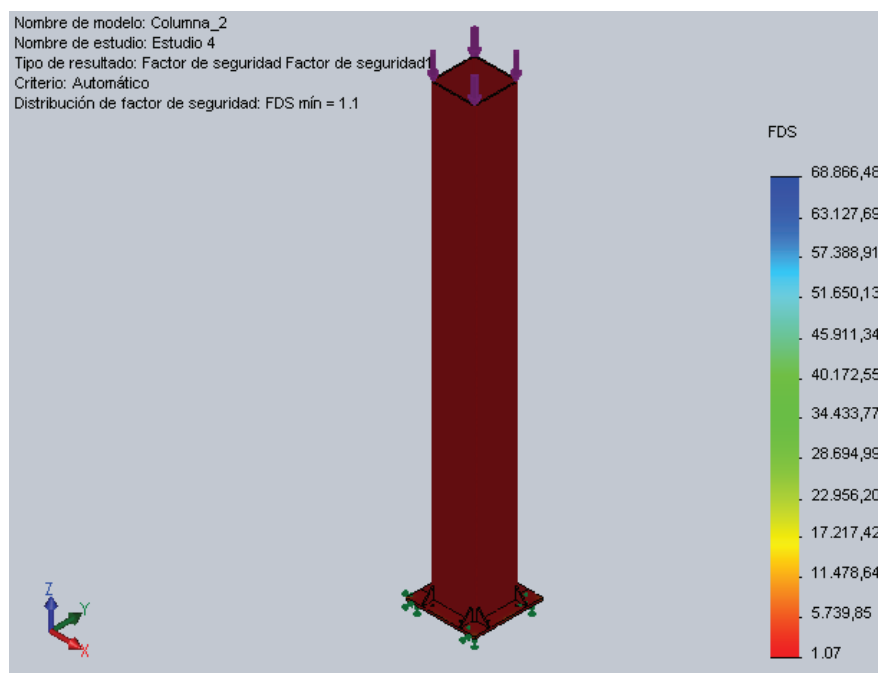 Nombre de modelo: Columna_2
Nombre de estudio: Estudio 4
Tipo de resultado: Factor de seguridad Factor de seguridad1
Criterio: Automático
Distribución de factor de seguridad: FDS mín = 1.1
FDS
68.866,48
63.127,69
57.388,91
51.650,13
45.911,34
40.172,55
34.433,77
28.694,99
22.956,20
17.217,42
11.478,64
5.739,85
1.07
Z
Y
X